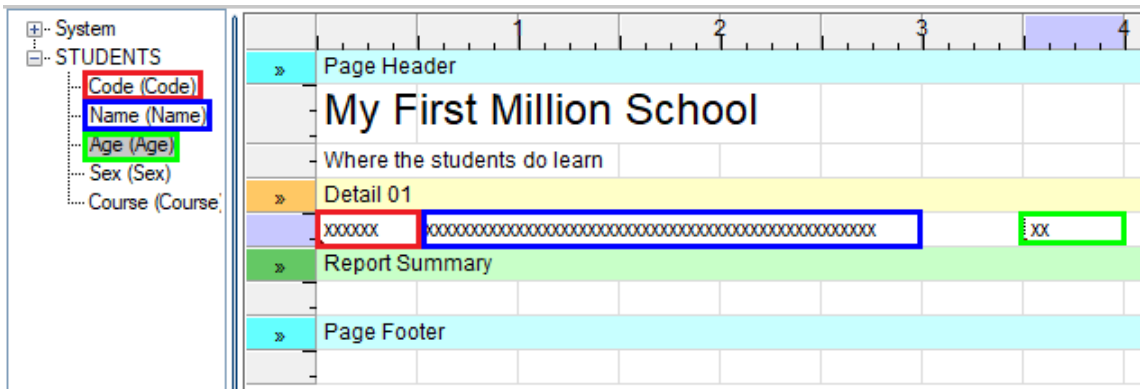 System
STUDENTS
Code (Code)
Name (Name)
Age (Age)
Sex (Sex)
Course (Course)
1 2 3 4
» Page Header
My First Million School
Where the students do learn
» Detail 01
xxxxxx xxxxxxxxxxxxxxxxxxxxxxxxxxxxxxxxxxxxxxxxxxxxxxxxxx xx
» Report Summary
» Page Footer